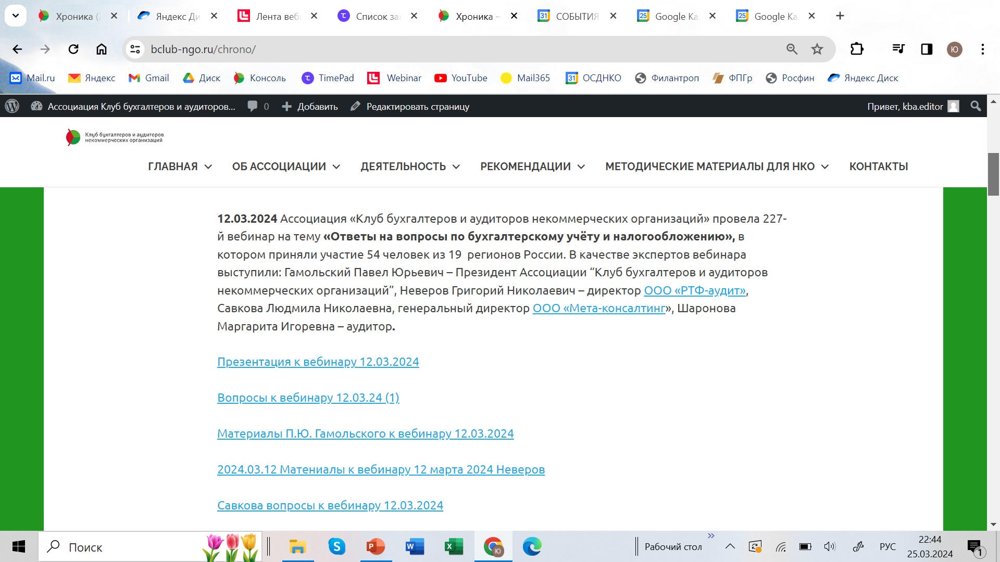 Хроника (
Яндекс Ди
Лента веб
Список за
Хроника –
СОБЫТИЯ
Google Ка
Google Ка
bclub-ngo.ru/chrono/
Ю
Mail.ru
Яндекс
Gmail
Диск
Консоль
TimePad
Webinar
YouTube
Mail365
31 ОСДНКО
Филантроп
ФПГр
Росфин
Яндекс Диск
Ассоциация Клуб бухгалтеров и аудиторов...
0
Добавить
Редактировать страницу
Привет, kba.editor
Клуб бухгалтеров и аудиторов
некоммерческих организаций
ГЛАВНАЯ
ОБ АССОЦИАЦИИ
ДЕЯТЕЛЬНОСТЬ
РЕКОМЕНДАЦИИ
МЕТОДИЧЕСКИЕ МАТЕРИАЛЫ ДЛЯ НКО
КОНТАКТЫ
12.03.2024 Ассоциация «Клуб бухгалтеров и аудиторов некоммерческих организаций» провела 227-
й вебинар на тему «Ответы на вопросы по бухгалтерскому учёту и налогообложению», в
котором приняли участие 54 человек из 19 регионов России. В качестве экспертов вебинара
выступили: Гамольский Павел Юрьевич – Президент Ассоциации “Клуб бухгалтеров и аудиторов
некоммерческих организаций”, Неверов Григорий Николаевич – директор ООО «РТФ-аудит»,
Савкова Людмила Николаевна, генеральный директор ООО «Мета-консалтинг», Шаронова
Маргарита Игоревна – аудитор.
Презентация к вебинару 12.03.2024
Вопросы к вебинару 12.03.24 (1)
Материалы П.Ю. Гамольского к вебинару 12.03.2024
2024.03.12 Матениалы к вебинару 12 марта 2024 Неверов
Савкова вопросы к вебинару 12.03.2024
Поиск
Рабочий стол
РУС
22:44
25.03.2024
1